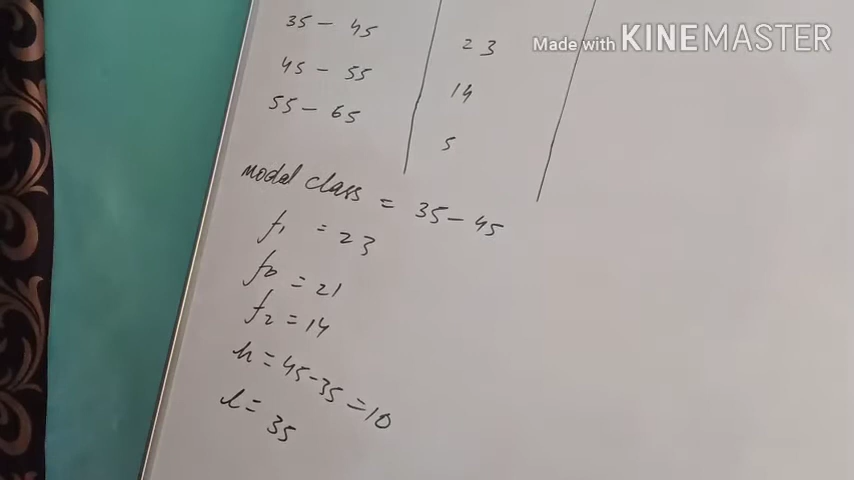 35 - 45 23
Made with KINEMASTER
45 - 55 14
55 - 65 5
modal class = 35 - 45
f₁ = 23
f₀ = 21
f₂ = 14
h = 45 - 35 = 10
l = 35